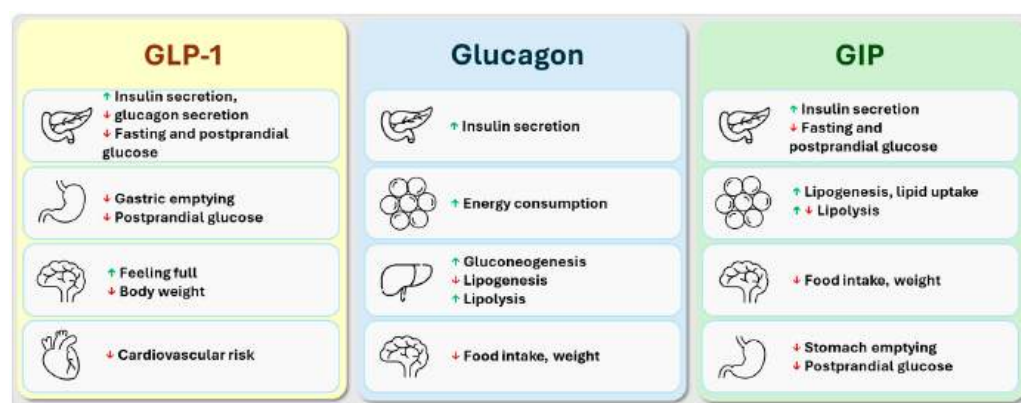 GLP-1
↑ Insulin secretion,
↓ glucagon secretion
↓ Fasting and postprandial
glucose
↓ Gastric emptying
↓ Postprandial glucose
↑ Feeling full
↓ Body weight
↓ Cardiovascular risk
Glucagon
↑ Insulin secretion
↑ Energy consumption
↑ Gluconeogenesis
↓ Lipogenesis
↑ Lipolysis
↓ Food intake, weight
GIP
↑ Insulin secretion
↓ Fasting and
postprandial glucose
↑ Lipogenesis, lipid uptake
↑ ↓ Lipolysis
↓ Food intake, weight
↓ Stomach emptying
↓ Postprandial glucose